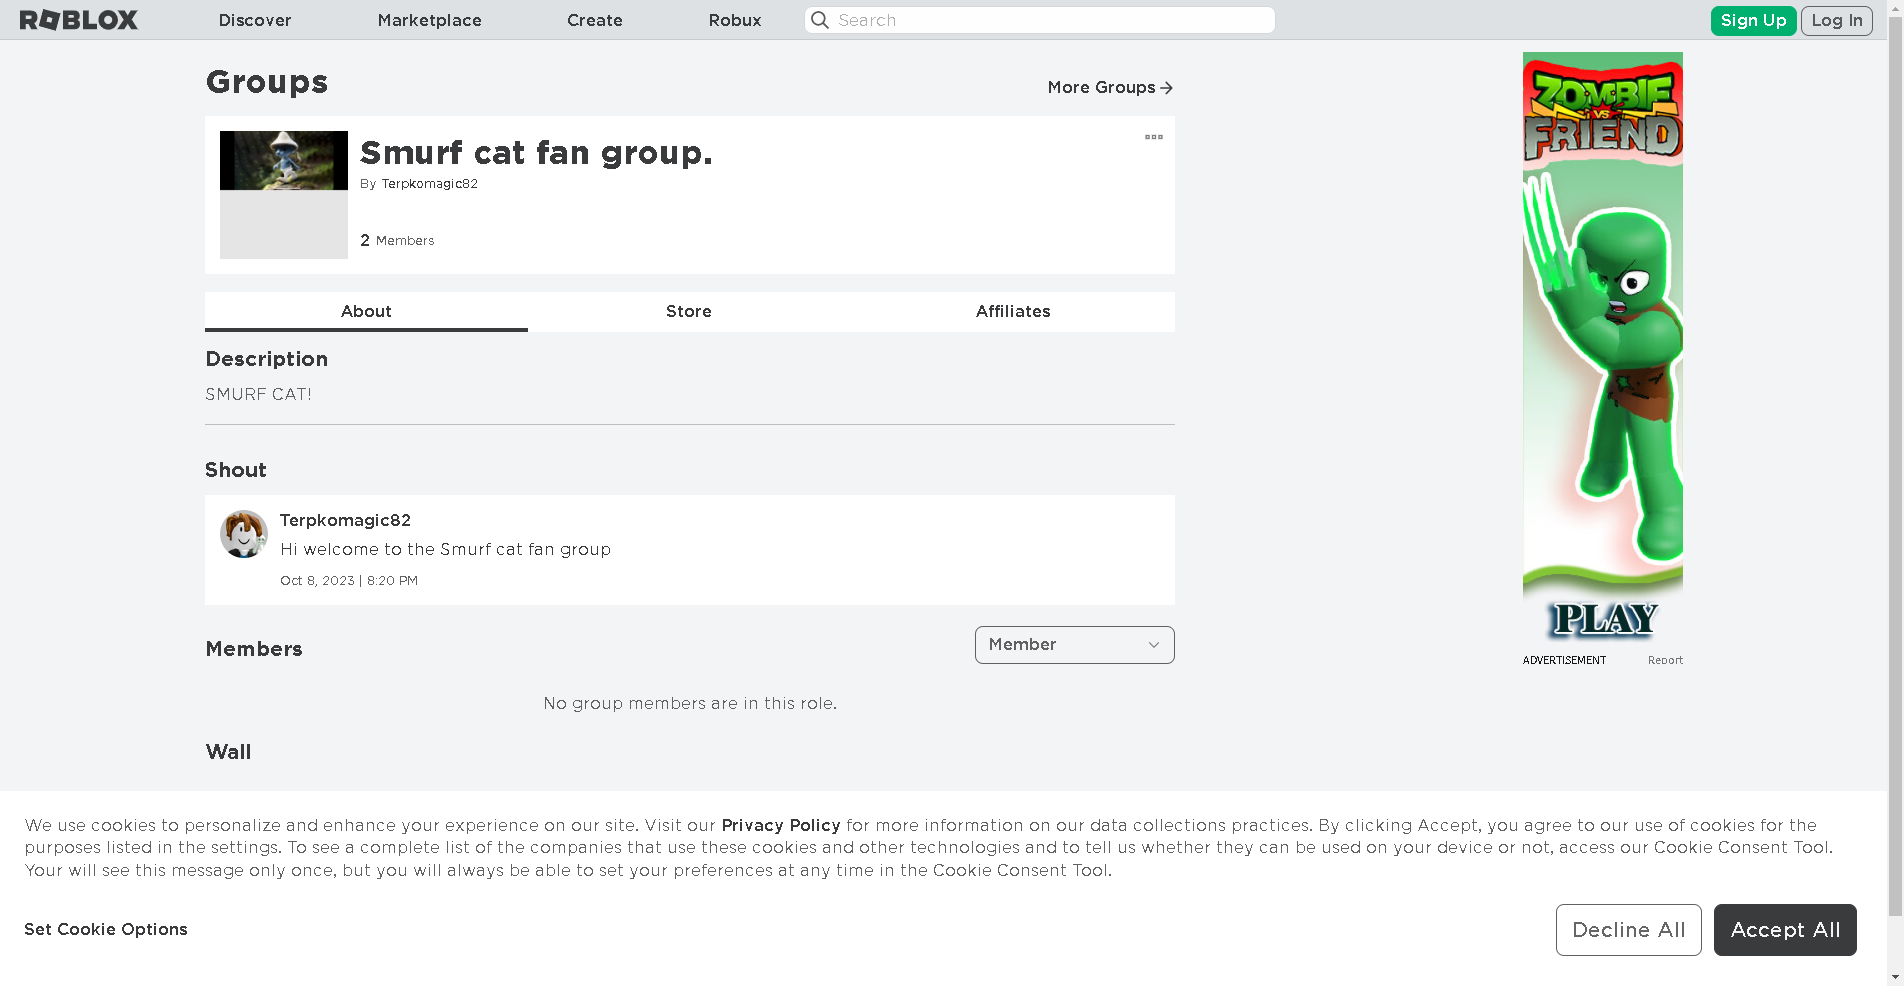 ROBLOX Discover Marketplace Create Robux Search Sign Up Log In
Groups
More Groups
Smurf cat fan group.
By Terpkomagic82
2 Members
About Store Affiliates
Description
SMURF CAT!
Shout
Terpkomagic82
Hi welcome to the Smurf cat fan group
Oct 8, 2023 | 8:20 PM
Members
Member
No group members are in this role.
Wall
ZOMBIE
VS
FRIEND
PLAY
ADVERTISEMENT Report
We use cookies to personalize and enhance your experience on our site. Visit our Privacy Policy for more information on our data collections practices. By clicking Accept, you agree to our use of cookies for the
purposes listed in the settings. To see a complete list of the companies that use these cookies and other technologies and to tell us whether they can be used on your device or not, access our Cookie Consent Tool.
Your will see this message only once, but you will always be able to set your preferences at any time in the Cookie Consent Tool.
Set Cookie Options
Decline All
Accept All